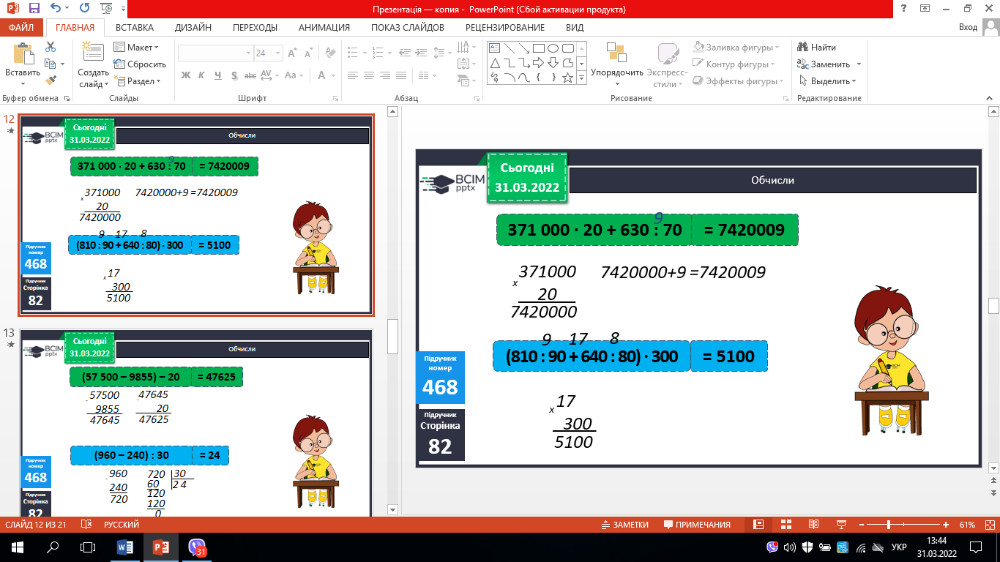 Презентація — копия - PowerPoint (Сбой активации продукта)
ФАЙЛ ГЛАВНАЯ ВСТАВКА ДИЗАЙН ПЕРЕХОДЫ АНИМАЦИЯ ПОКАЗ СЛАЙДОВ РЕЦЕНЗИРОВАНИЕ ВИД Вход
Вставить
Буфер обмена
Создать слайд
Макет
Сбросить
Раздел
Слайды
24
Ж К Ч S abc AV Aa А
Шрифт
Абзац
Упорядочить
Экспресс-стили
Заливка фигуры
Контур фигуры
Эффекты фигуры
Рисование
Найти
Заменить
Выделить
Редактирование
12
Сьогодні
31.03.2022
BCIM pptx
Обчисли
9
371 000 · 20 + 630 : 70 = 7420009
371000 7420000+9 =7420009
x
20
7420000
9 17 8
(810 : 90 + 640 : 80) · 300 = 5100
17
x
300
5100
Підручник номер
468
Підручник
Сторінка
82
13
Сьогодні
31.03.2022
BCIM pptx
Обчисли
(57 500 – 9855) – 20 = 47625
57500 47645
- -
9855 20
47645 47625
(960 – 240) : 30 = 24
960 720 30
- 60 2 4
240 120
720 120
0
Підручник номер
468
Підручник
Сторінка
82
Сьогодні
31.03.2022
BCIM pptx
Обчисли
9
371 000 · 20 + 630 : 70 = 7420009
371000 7420000+9 =7420009
x
20
7420000
9 17 8
(810 : 90 + 640 : 80) · 300 = 5100
17
x
300
5100
Підручник
номер
468
Підручник
Сторінка
82
СЛАЙД 12 ИЗ 21 РУССКИЙ ЗАМЕТКИ ПРИМЕЧАНИЯ 61%
31 УКР 13:44
31.03.2022